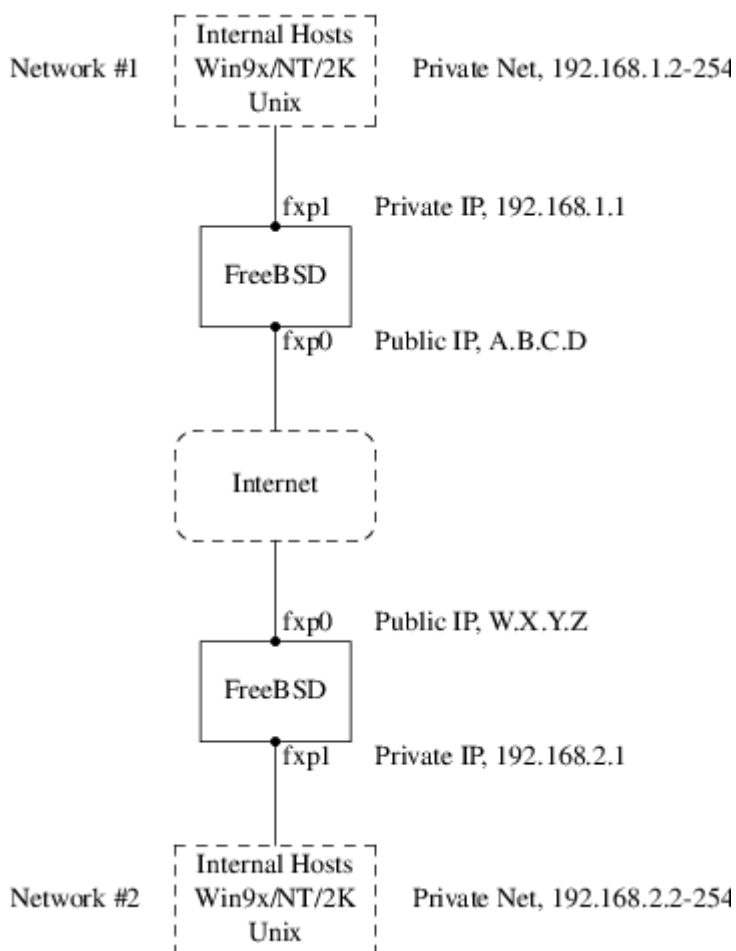 Internal Hosts
Network #1 Win9x/NT/2K Private Net, 192.168.1.2-254
Unix
fxp1 Private IP, 192.168.1.1
FreeBSD
fxp0 Public IP, A.B.C.D
Internet
fxp0 Public IP, W.X.Y.Z
FreeBSD
fxp1 Private IP, 192.168.2.1
Internal Hosts
Network #2 Win9x/NT/2K Private Net, 192.168.2.2-254
Unix